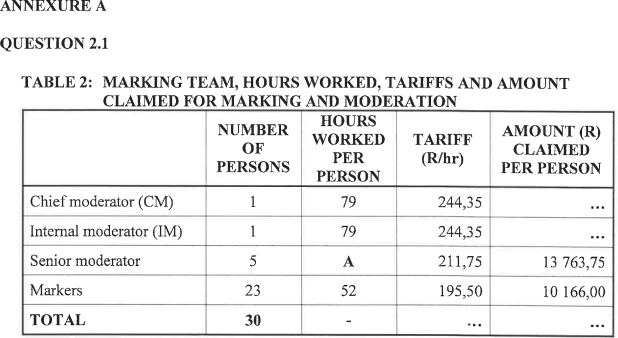 ANNEXURE A
QUESTION 2.1
TABLE 2: MARKING TEAM, HOURS WORKED, TARIFFS AND AMOUNT
CLAIMED FOR MARKING AND MODERATION
NUMBER OF PERSONS HOURS WORKED PER PERSON TARIFF (R/hr) AMOUNT (R) CLAIMED PER PERSON
Chief moderator (CM) 1 79 244,35 ...
Internal moderator (IM) 1 79 244,35 ...
Senior moderator 5 A 211,75 13 763,75
Markers 23 52 195,50 10 166,00
TOTAL 30 - ... ...